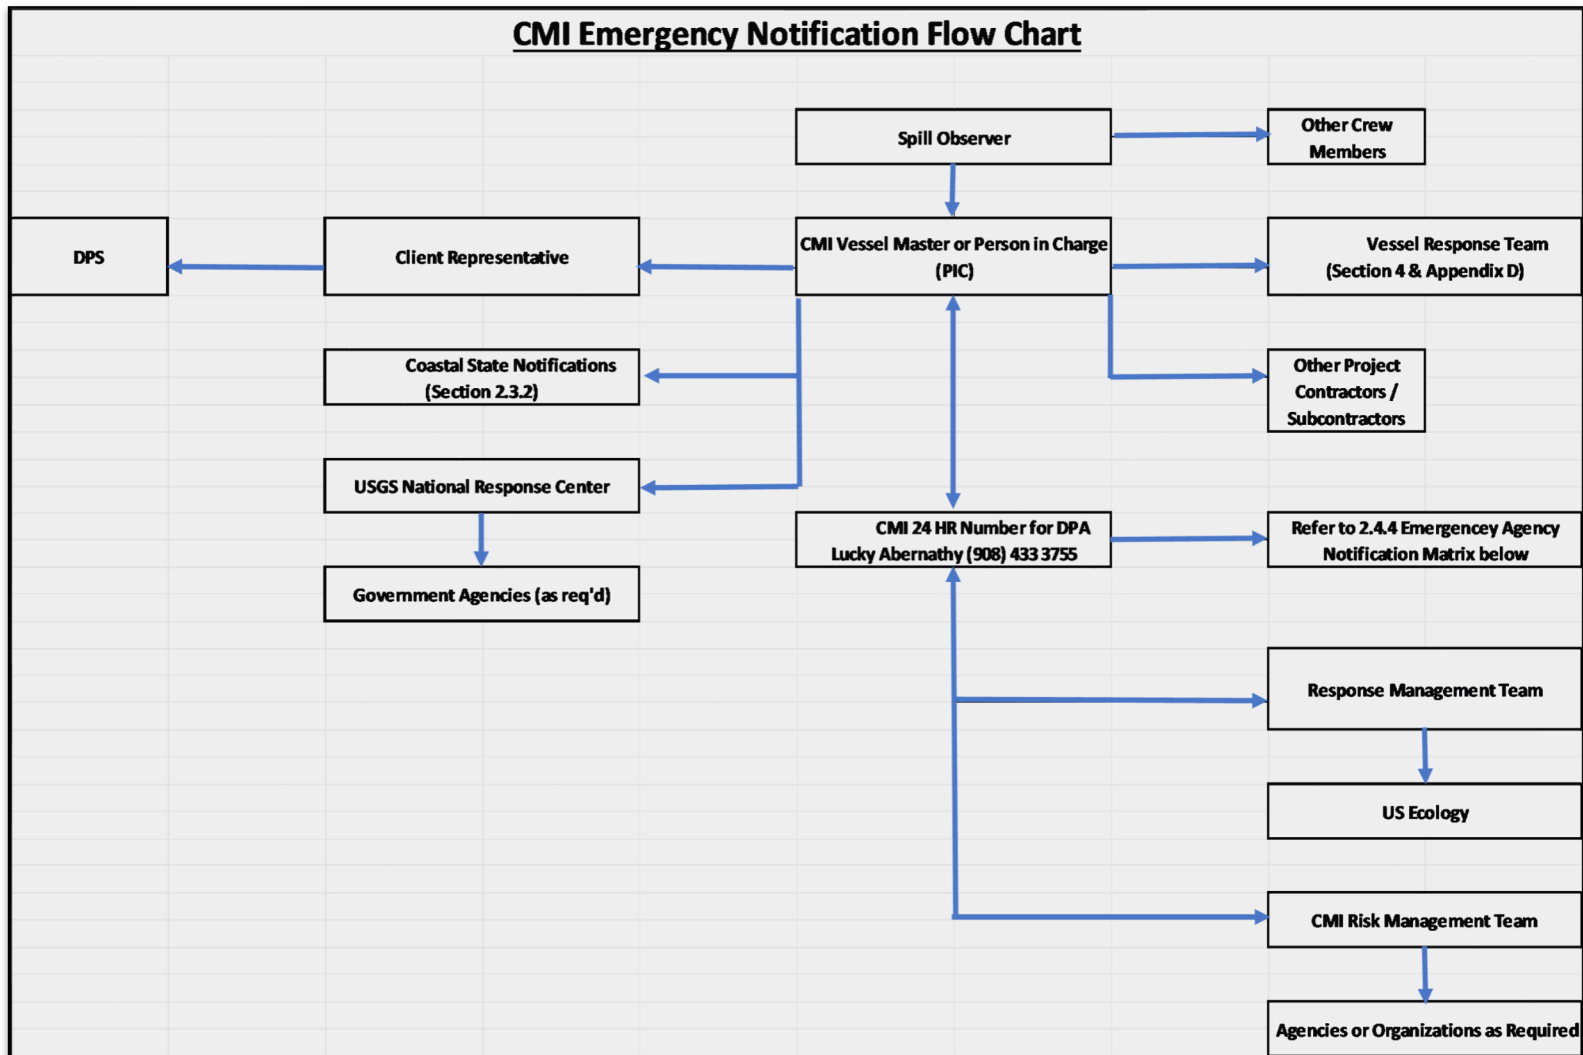 CMI Emergency Notification Flow Chart
Spill Observer
Other Crew
Members
DPS
Client Representative
CMI Vessel Master or Person in Charge
(PIC)
Vessel Response Team
(Section 4 & Appendix D)
Coastal State Notifications
(Section 2.3.2)
Other Project
Contractors /
Subcontractors
USGS National Response Center
CMI 24 HR Number for DPA
Lucky Abernathy (908) 433 3755
Refer to 2.4.4 Emergencey Agency
Notification Matrix below
Government Agencies (as req'd)
Response Management Team
US Ecology
CMI Risk Management Team
Agencies or Organizations as Required